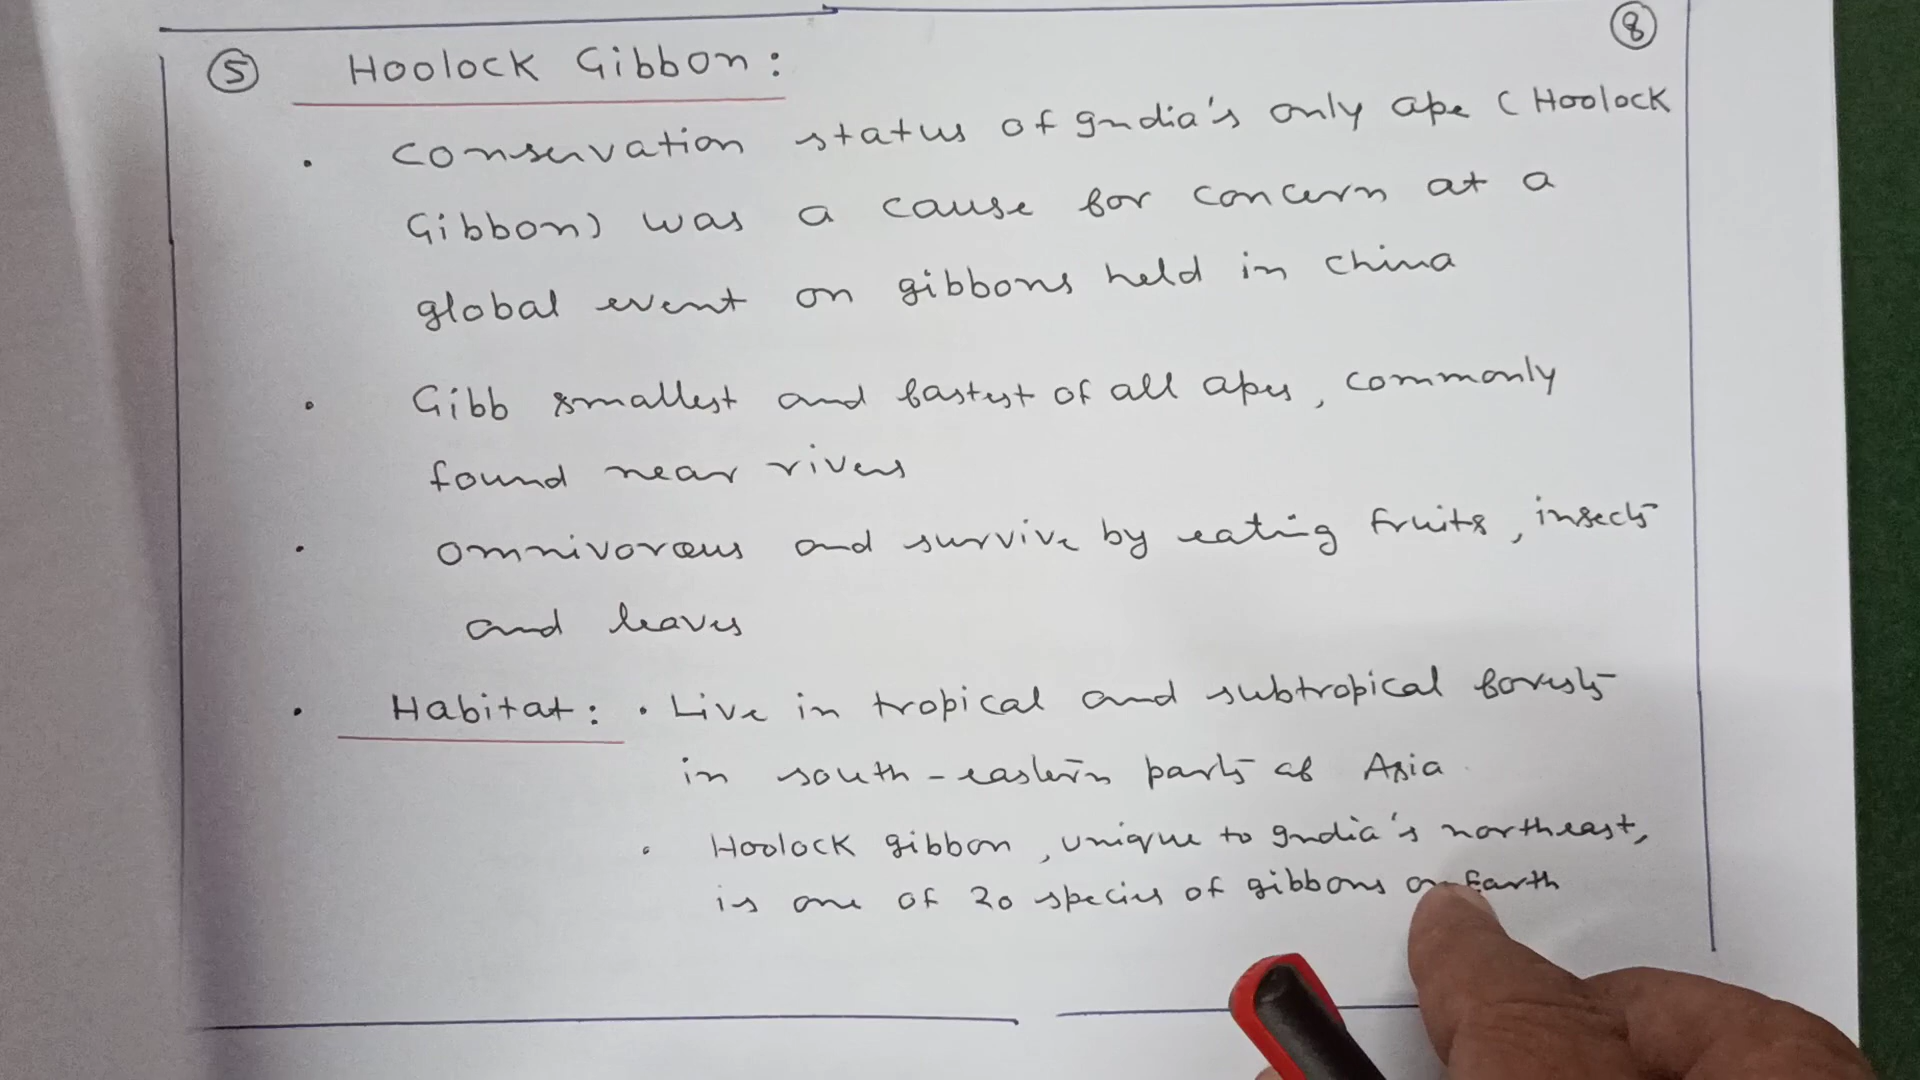 8
5 Hoolock Gibbon:
. Conservation status of India's only ape (Hoolock
Gibbon) was a cause for concern at a
global event on gibbons held in china
. Gibb smallest and fastest of all apes, commonly
found near rivers
. omnivorous and survive by eating fruits, insects
and leaves
. Habitat: . Live in tropical and subtropical forests
in south-eastern parts of Asia
. Hoolock gibbon, unique to India's northeast,
is one of 20 species of gibbons on Earth